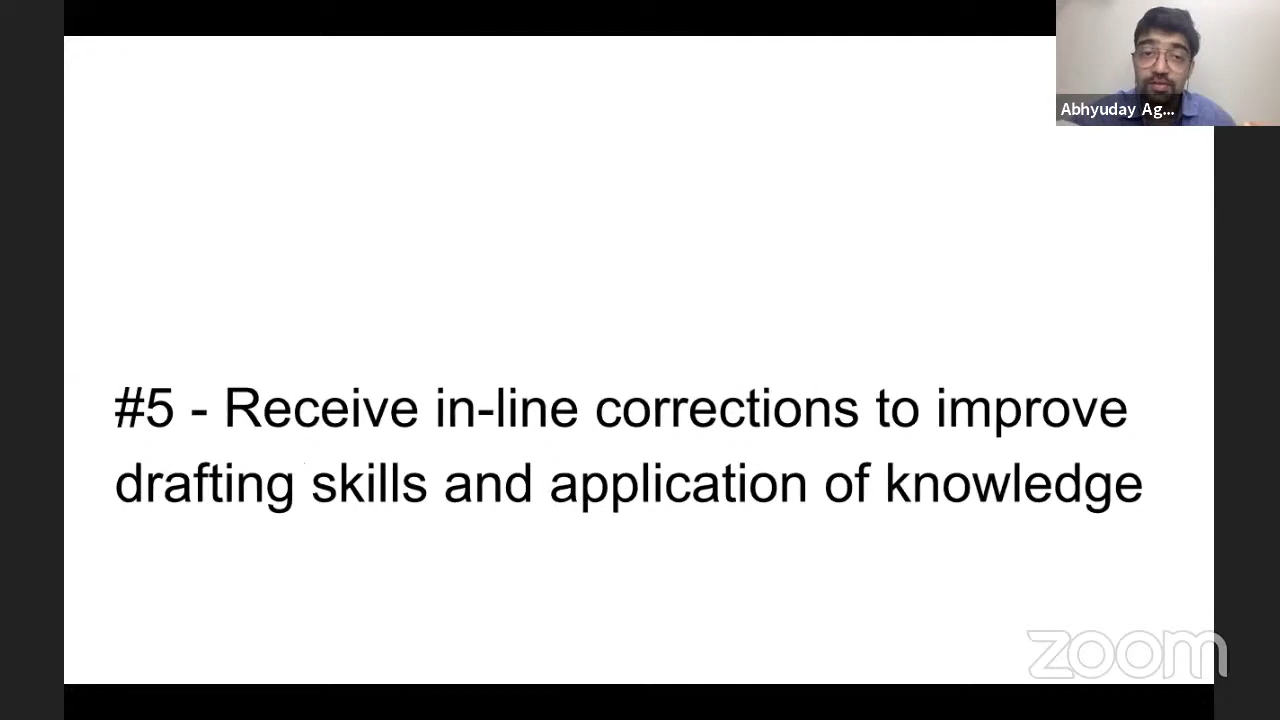 Abhyuday Ag...
#5 - Receive in-line corrections to improve
drafting skills and application of knowledge
zoom